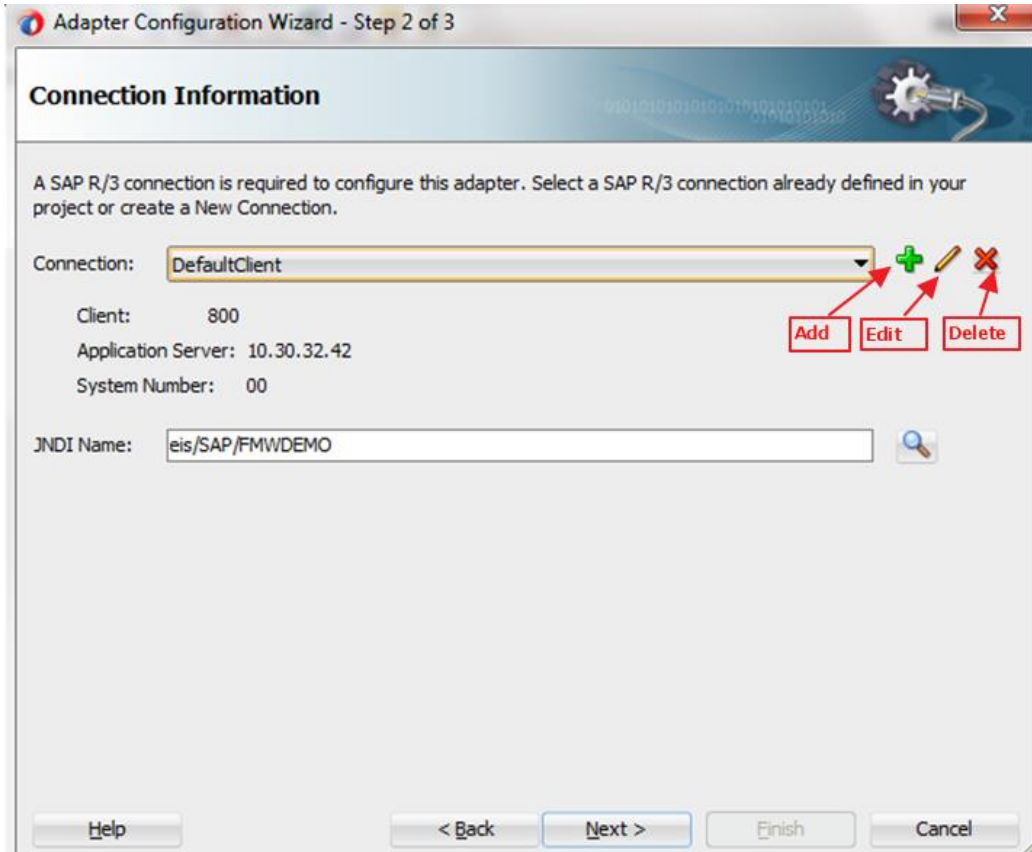 Adapter Configuration Wizard - Step 2 of 3
Connection Information
A SAP R/3 connection is required to configure this adapter. Select a SAP R/3 connection already defined in your
project or create a New Connection.
Connection: DefaultClient
Add Edit Delete
Client: 800
Application Server: 10.30.32.42
System Number: 00
JNDI Name: eis/SAP/FMWDEMO
Help < Back Next > Finish Cancel